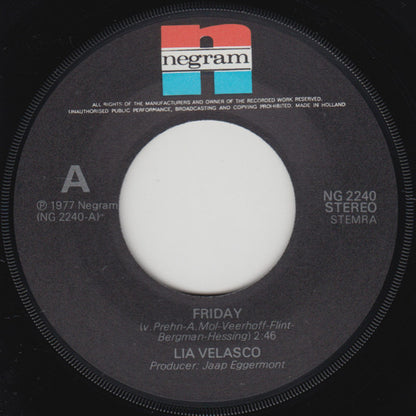 negram
ALL RIGHTS OF THE MANUFACTURERS AND OWNER OF THE RECORDED WORK RESERVED.
UNAUTHORISED PUBLIC PERFORMANCE, BROADCASTING AND COPYING PROHIBITED. MADE IN HOLLAND
A
℗ 1977 Negram
(NG 2240-A)
NG 2240
STEREO
STEMRA
FRIDAY
(v. Prehn-A. Mol-Veerhoff-Flint-
Bergman-Hessing) 2:46
LIA VELASCO
Producer: Jaap Eggermont